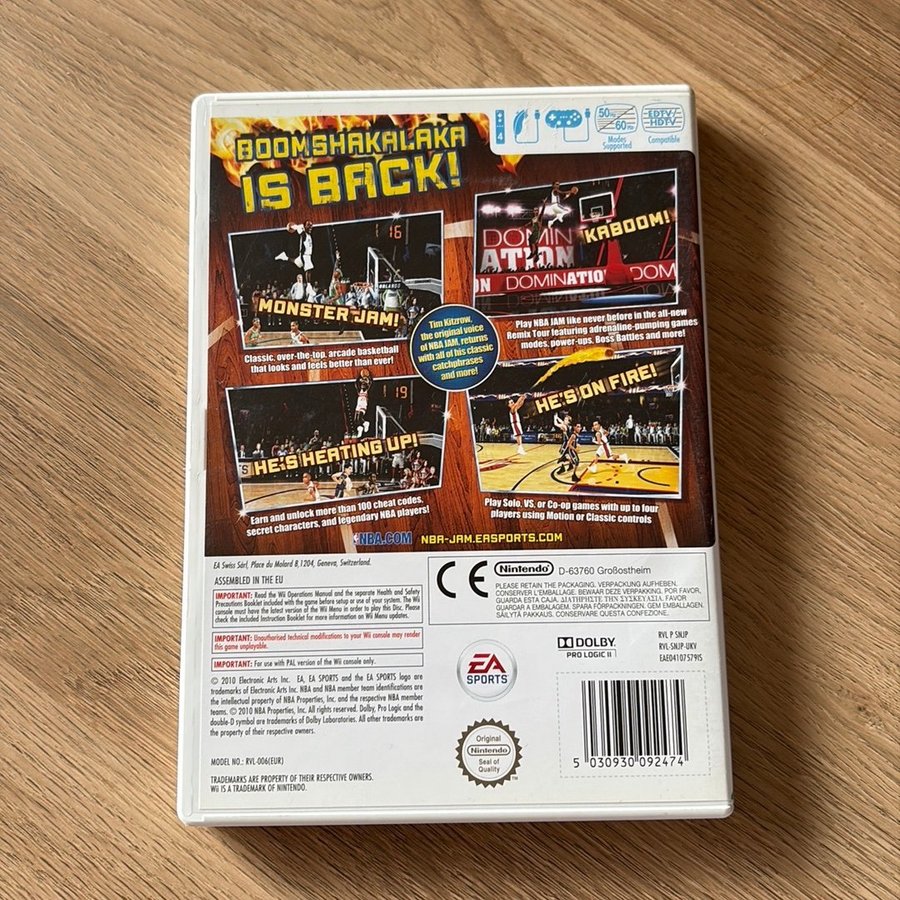 BOOMSHAKALAKA
IS BACK!
4
50Hz
60Hz
Modes
Supported
EDTV/
HDTV
Compatible
1 16
ORLANDO
MONSTER JAM!
Classic, over-the-top, arcade basketball
that looks and feels better than ever!
DOMIN
ATION
ON DOMINATIO DOM
KABOOM!
Play NBA JAM like never before in the all-new
Remix Tour featuring adrenaline-pumping games
modes, power-ups, Boss Battles and more!
Tim Kitzrow,
the original voice
of NBA JAM, returns
with all of his classic
catchphrases
and more!
19
HE'S HEATING UP!
Earn and unlock more than 100 cheat codes,
secret characters, and legendary NBA players!
HE'S ON FIRE!
Play Solo, VS, or Co-op games with up to four
players using Motion or Classic controls
NBA.COM NBA-JAM.EASPORTS.COM
EA Swiss Sàrl, Place du Molard 8,1204, Geneva, Switzerland.
ASSEMBLED IN THE EU
IMPORTANT: Read the Wii Operations Manual and the separate Health and Safety
Precautions Booklet included with the game before setup or use of your system. The Wii
console must have the latest version of the Wii Menu in order to play this Disc. Please
check the included Instruction Booklet for more information on Wii Menu updates.
IMPORTANT: Unauthorised technical modifications to your Wii console may render
this game unplayable.
IMPORTANT: For use with PAL version of the Wii console only.
© 2010 Electronic Arts Inc. EA, EA SPORTS and the EA SPORTS logo are
trademarks of Electronic Arts Inc. NBA and NBA member team identifications are
the intellectual property of NBA Properties, Inc. and the respective NBA member
teams. © 2010 NBA Properties, Inc. All rights reserved. Dolby, Pro Logic and the
double-D symbol are trademarks of Dolby Laboratories. All other trademarks are
the property of their respective owners.
MODEL NO.: RVL-006(EUR)
TRADEMARKS ARE PROPERTY OF THEIR RESPECTIVE OWNERS.
Wii IS A TRADEMARK OF NINTENDO.
CE
Nintendo D-63760 Großostheim
PLEASE RETAIN THE PACKAGING. VERPACKUNG AUFHEBEN.
CONSERVER L'EMBALLAGE. BEWAAR DEZE VERPAKKING. POR FAVOR,
GUARDA ESTA CAJA. ΔΙΑΤΗΡΗΣΤΕ ΤΗΝ ΣΥΣΚΕΥΑΣΙΑ. FAVOR
GUARDAR A EMBALAGEM. SPARA FÖRPACKNINGEN. GEM EMBALLAGEN.
SÄILYTÄ PAKKAUS. CONSERVARE QUESTA CONFEZIONE.
EA
SPORTS
DOLBY
PRO LOGIC II
RVL P SNJP
RVL-SNJP-UKV
EAE04107579IS
Original
Nintendo
Seal of
Quality
TM
5 030930 092474